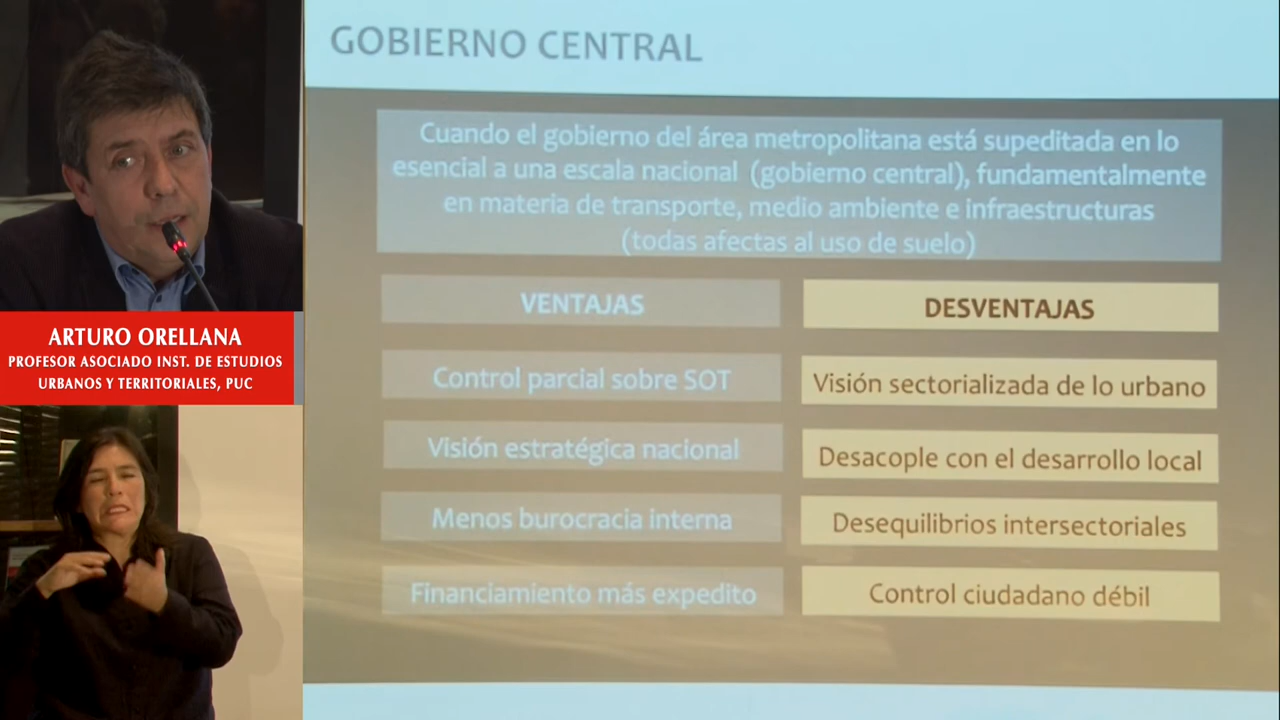 GOBIERNO CENTRAL
Cuando el gobierno del área metropolitana está supeditada en lo
esencial a una escala nacional (gobierno central), fundamentalmente
en materia de transporte, medio ambiente e infraestructuras
(todas afectas al uso de suelo)
VENTAJAS
DESVENTAJAS
Control parcial sobre SOT
Visión sectorializada de lo urbano
Visión estratégica nacional
Desacople con el desarrollo local
Menos burocracia interna
Desequilibrios intersectoriales
Financiamiento más expedito
Control ciudadano débil
ARTURO ORELLANA
PROFESOR ASOCIADO INST. DE ESTUDIOS
URBANOS Y TERRITORIALES, PUC